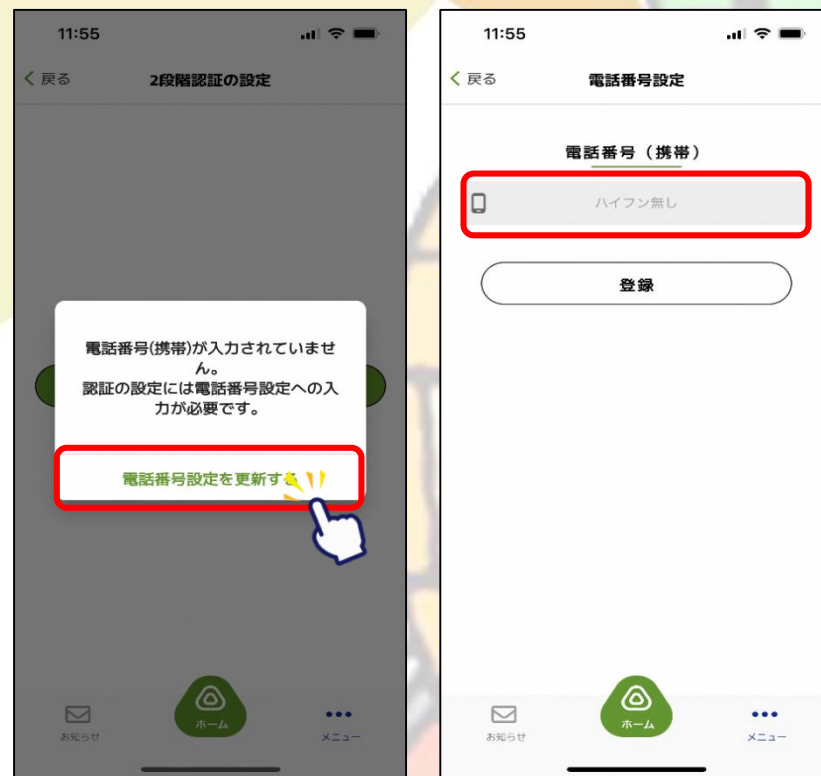 11:55
戻る
2段階認証の設定
電話番号(携帯)が入力されていませ
ん。
認証の設定には電話番号設定への入
力が必要です。
電話番号設定を更新する
お知らせ
ホーム
メニュー
11:55
戻る
電話番号設定
電話番号（携帯）
ハイフン無し
登録
お知らせ
ホーム
メニュー